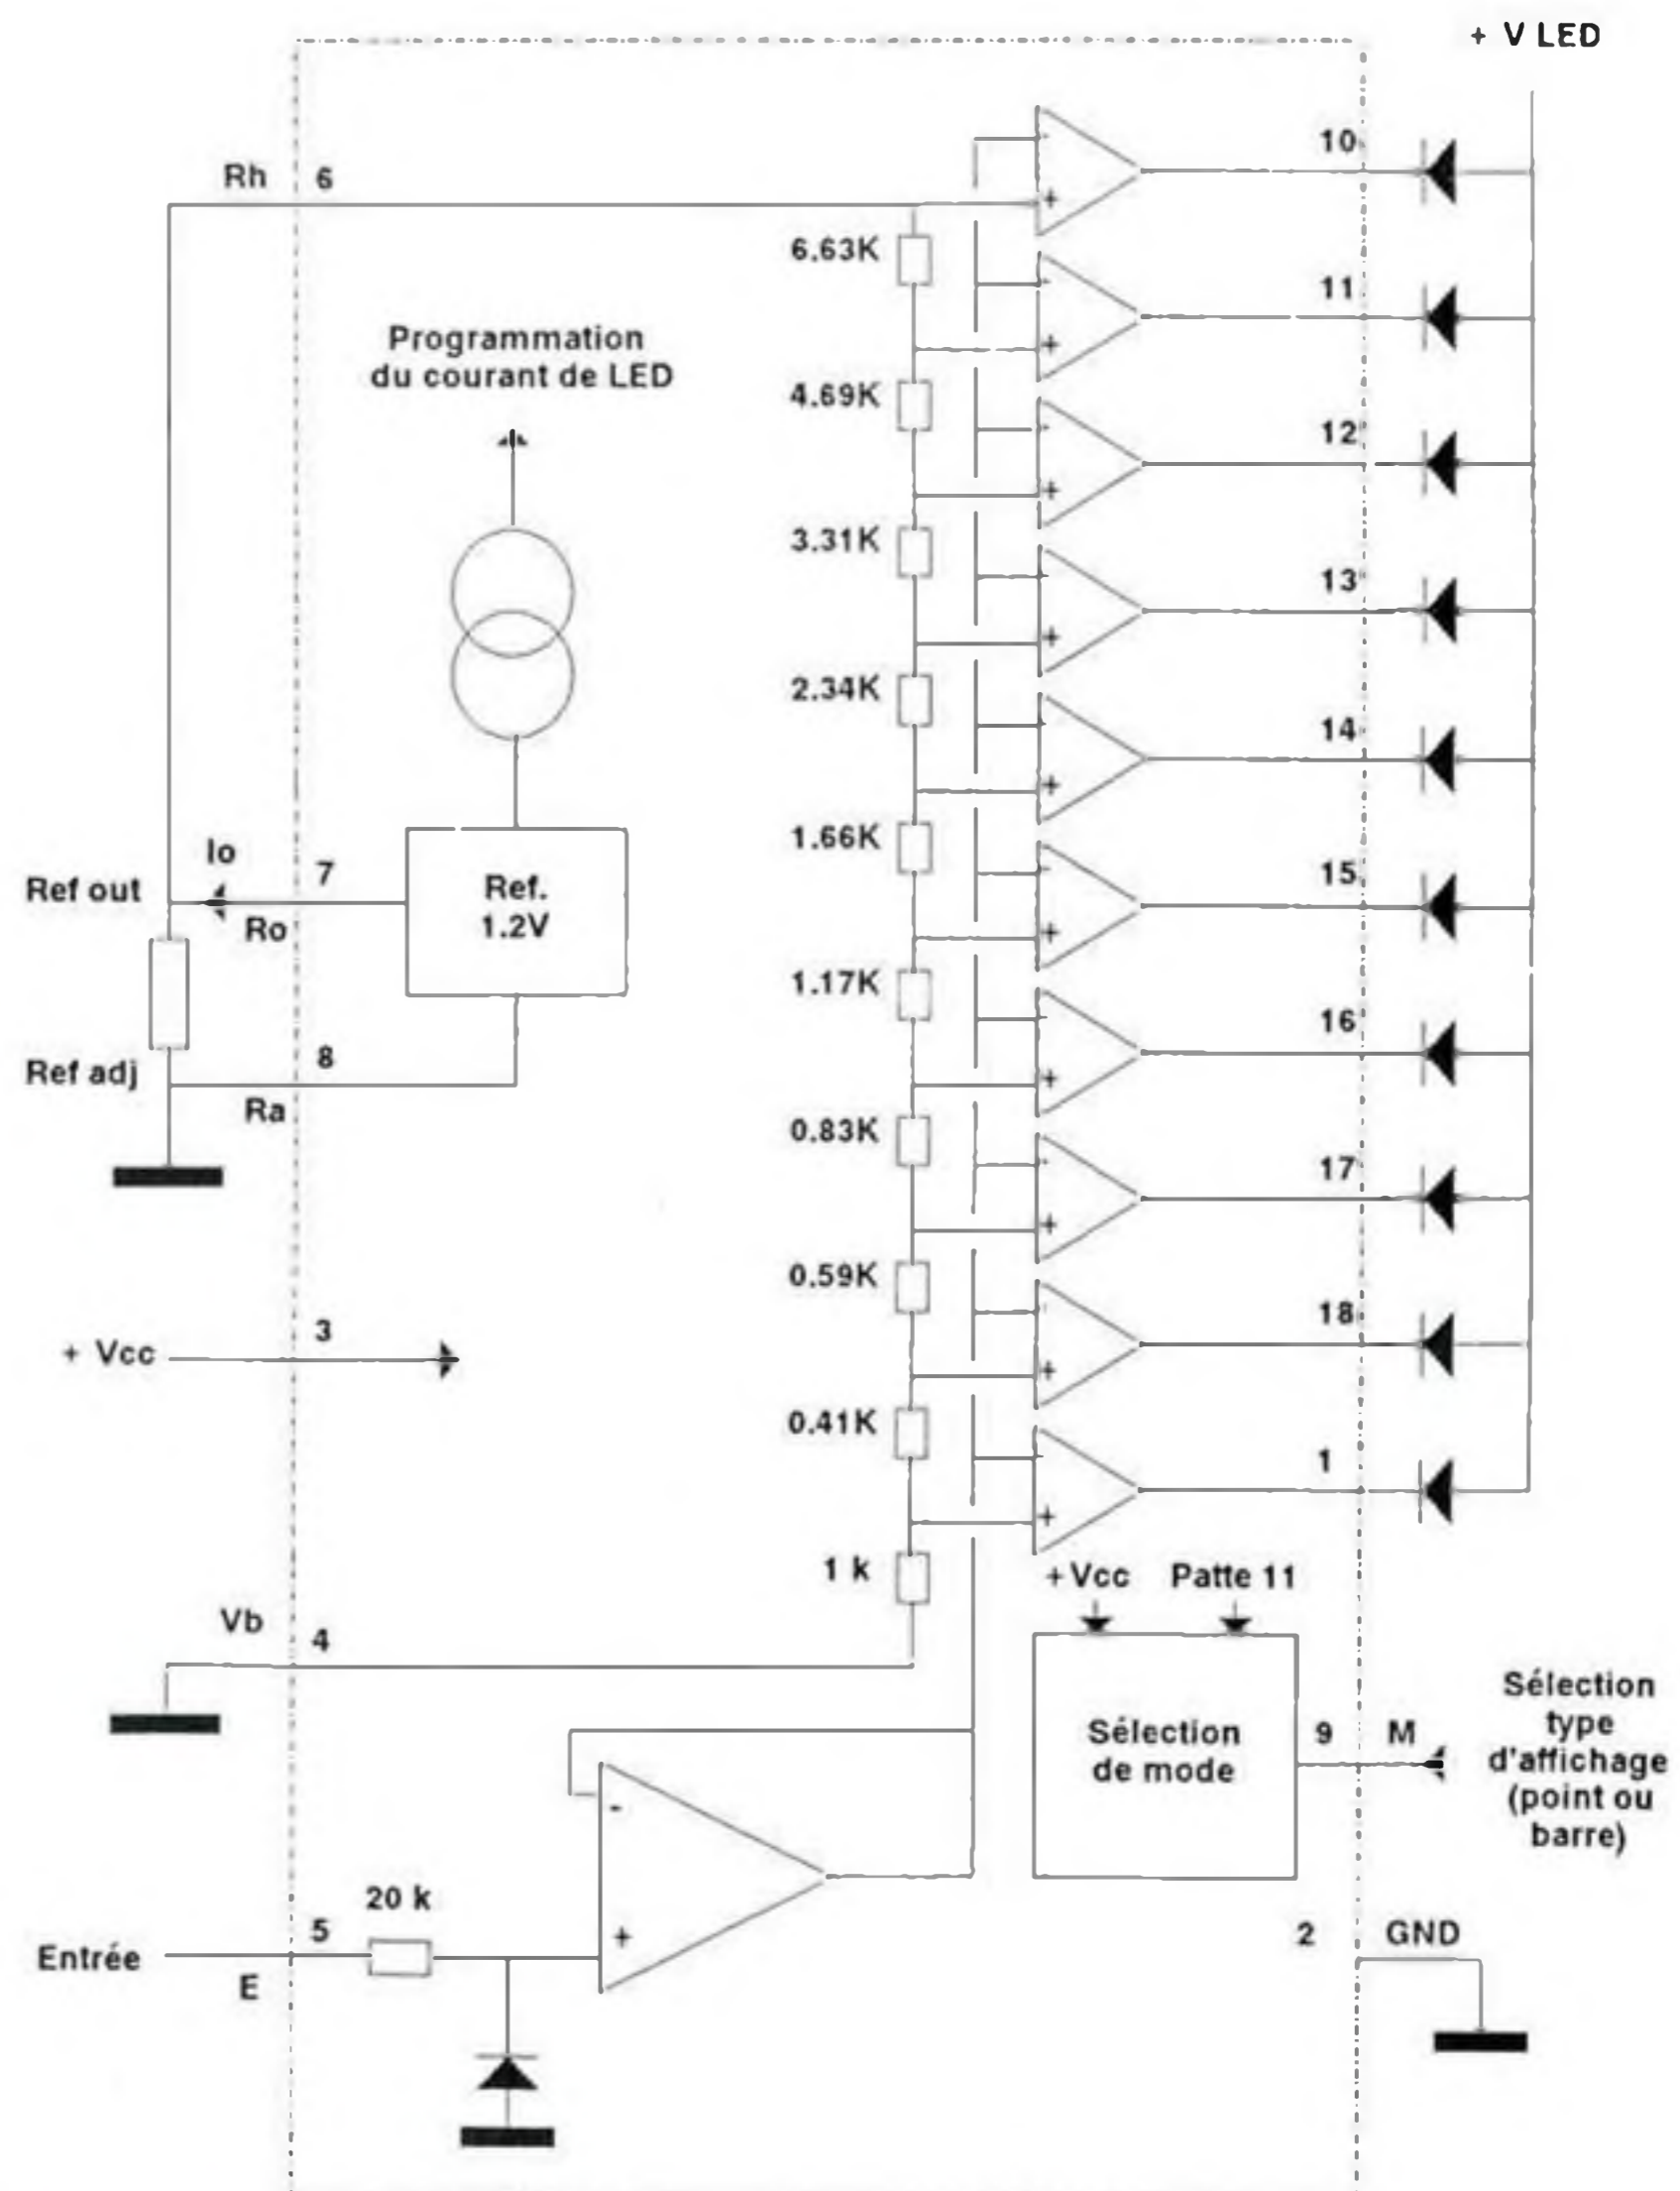 + V LED
10
Rh 6
6.63K
11
Programmation
du courant de LED
4.69K
12
3.31K
13
2.34K
14
1.66K
Io 7
15
Ref out
Ref.
1.2V
Ro
1.17K
16
8
Ref adj
Ra
0.83K
17
0.59K
18
3
+ Vcc
0.41K
1
1 k
+Vcc Patte 11
Vb 4
Sélection
de mode
9 M
Sélection
type
d'affichage
(point ou
barre)
-
+
20 k
5
Entrée
E
2 GND